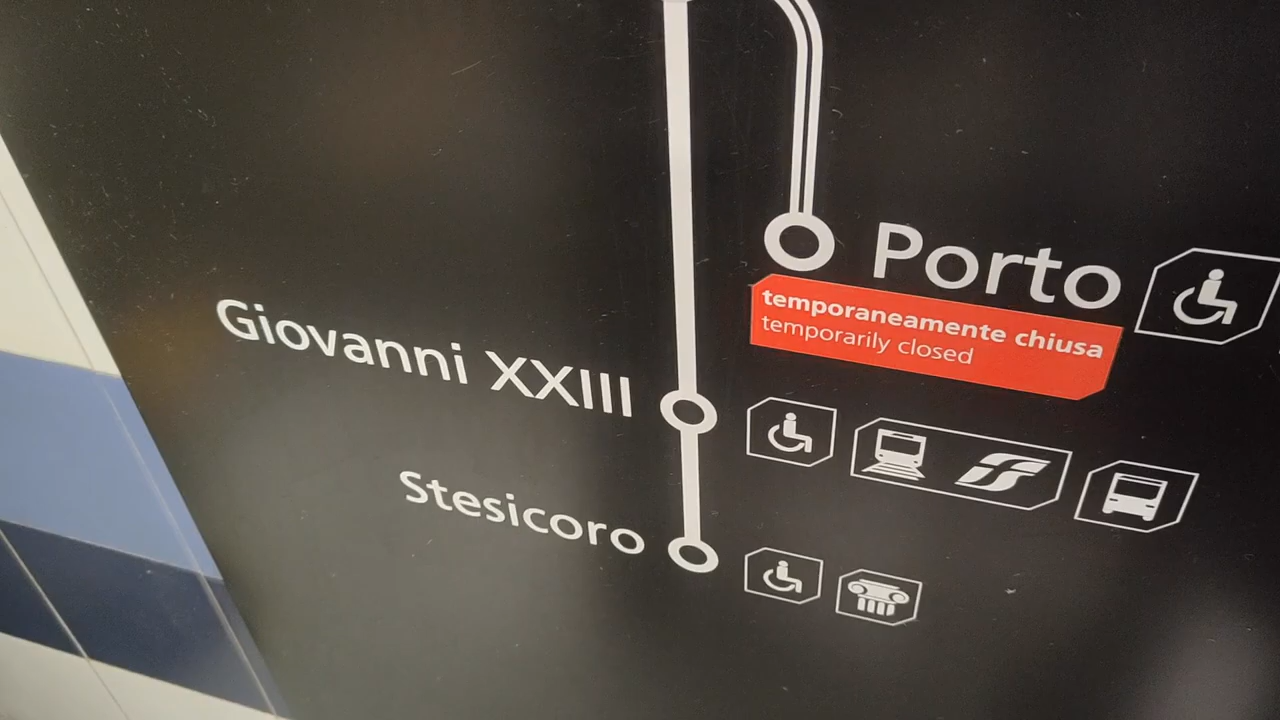 Porto
temporaneamente chiusa
temporarily closed
Giovanni XXIII
Stesicoro